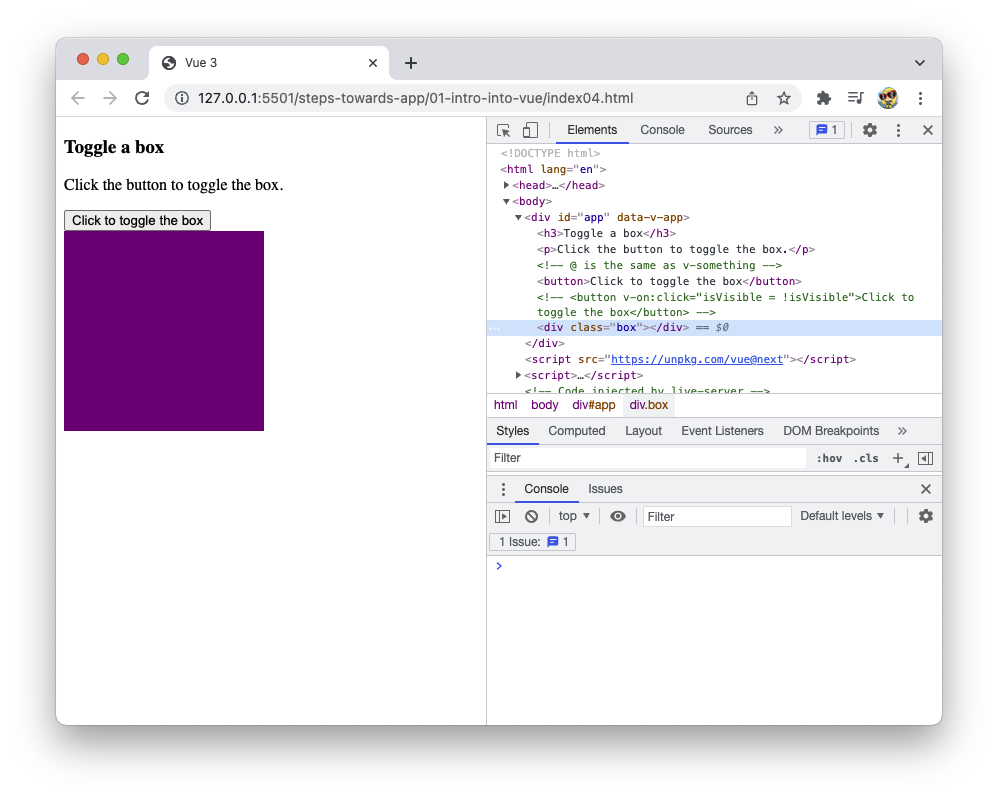 Vue 3
127.0.0.1:5501/steps-towards-app/01-intro-into-vue/index04.html
Toggle a box
Click the button to toggle the box.
Click to toggle the box
Elements Console Sources » 1
<!DOCTYPE html>
<html lang="en">
<head>…</head>
<body>
<div id="app" data-v-app>
<h3>Toggle a box</h3>
<p>Click the button to toggle the box.</p>
<!-- @ is the same as v-something -->
<button>Click to toggle the box</button>
<!-- <button v-on:click="isVisible = !isVisible">Click to
toggle the box</button> -->
… <div class="box"></div> == $0
</div>
<script src="https://unpkg.com/vue@next"></script>
<script>…</script>
<!-- Code injected by live-server -->
html body div#app div.box
Styles Computed Layout Event Listeners DOM Breakpoints »
Filter :hov .cls +
Console Issues
top Filter Default levels
1 Issue: 1